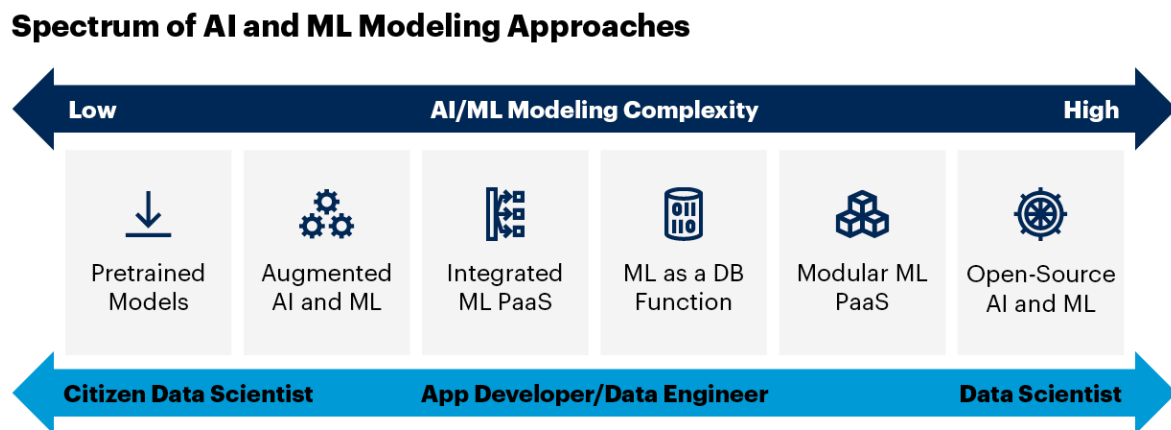 Spectrum of AI and ML Modeling Approaches
Low AI/ML Modeling Complexity High
Pretrained
Models
Augmented
AI and ML
Integrated
ML PaaS
011
110
ML as a DB
Function
Modular ML
PaaS
Open-Source
AI and ML
Citizen Data Scientist App Developer/Data Engineer Data Scientist